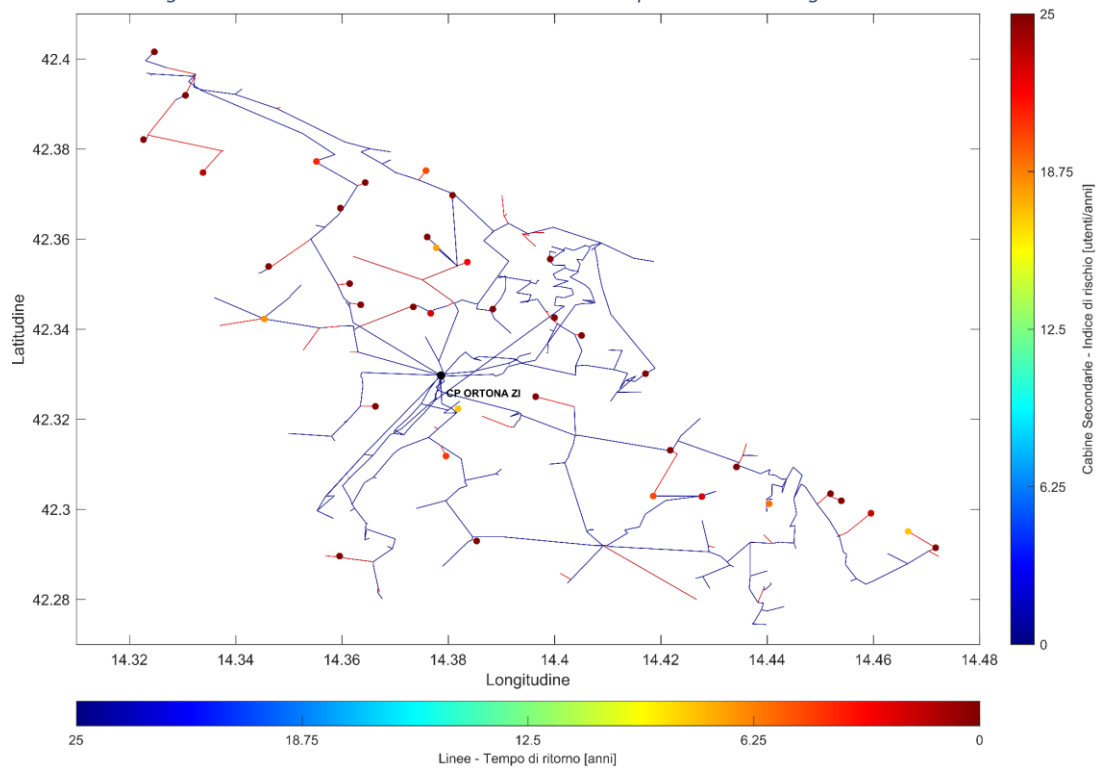 42.4
42.38
42.36
42.34
42.32
42.3
42.28
Latitudine
CP ORTONA ZI
14.32 14.34 14.36 14.38 14.4 14.42 14.44 14.46 14.48
Longitudine
25
18.75
12.5
6.25
0
Cabine Secondarie - Indice di rischio [utenti/anni]
25 18.75 12.5 6.25 0
Linee - Tempo di ritorno [anni]